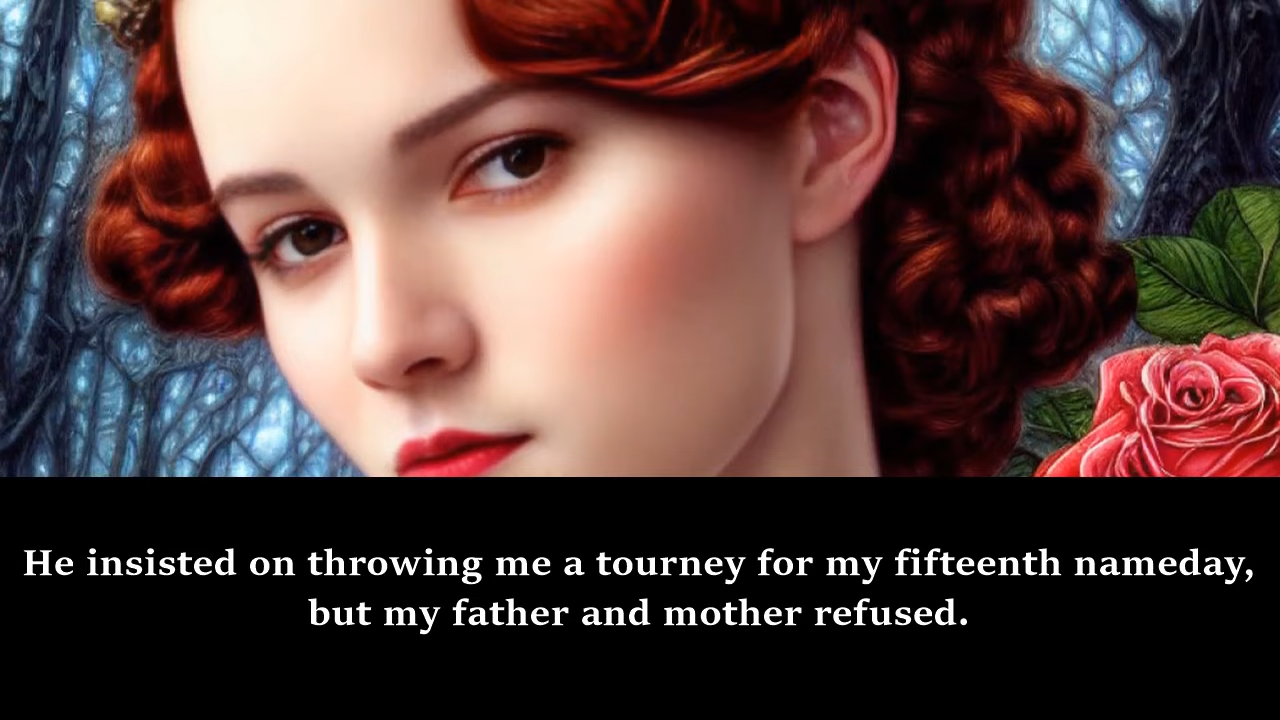 He insisted on throwing me a tourney for my fifteenth nameday,
but my father and mother refused.